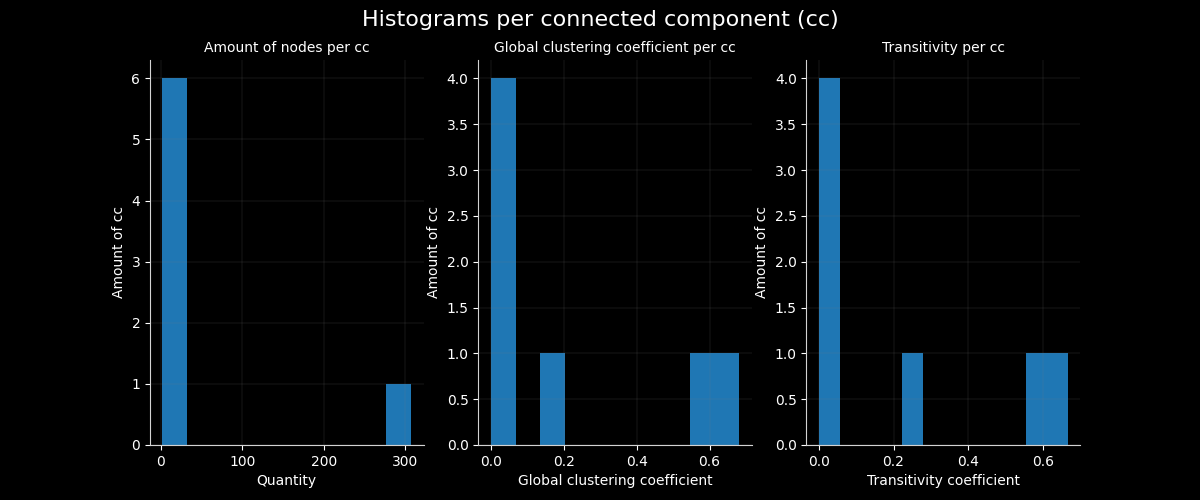 Histograms per connected component (cc)
Amount of nodes per cc
Amount of cc
6
5
4
3
2
1
0
0 100 200 300
Quantity
Global clustering coefficient per cc
Amount of cc
4.0
3.5
3.0
2.5
2.0
1.5
1.0
0.5
0.0
0.0 0.2 0.4 0.6
Global clustering coefficient
Transitivity per cc
Amount of cc
4.0
3.5
3.0
2.5
2.0
1.5
1.0
0.5
0.0
0.0 0.2 0.4 0.6
Transitivity coefficient